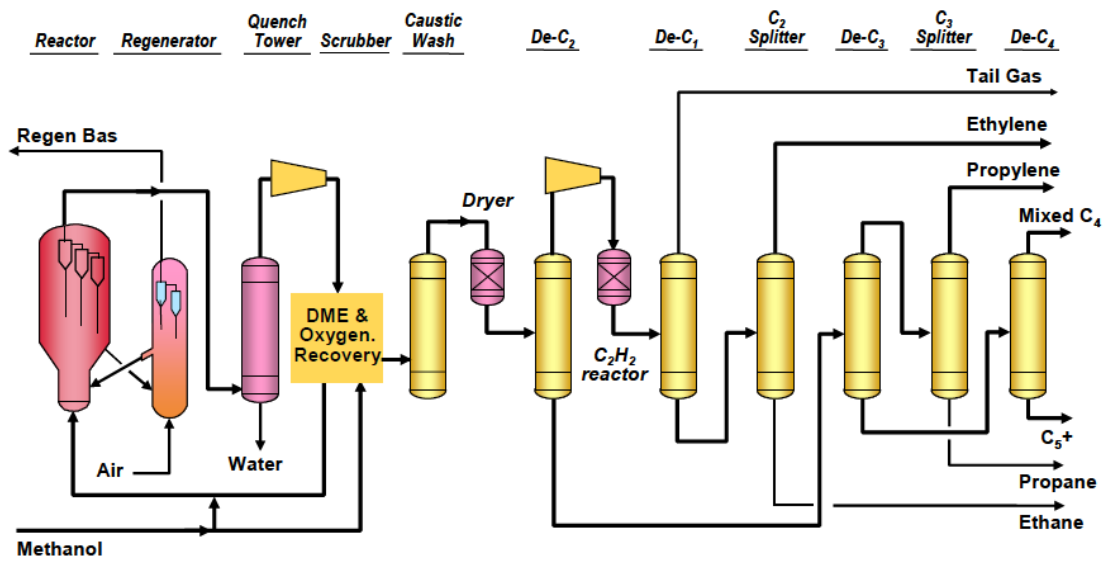 Reactor
Regenerator
Quench
Tower
Scrubber
Caustic
Wash
De-C₂
De-C₁
C₂
Splitter
De-C₃
C₃
Splitter
De-C₄
Tail Gas
Regen Bas
Ethylene
Propylene
Dryer
Mixed C₄
DME &
Oxygen.
Recovery
C₂H₂
reactor
Air
Water
C₅+
Propane
Ethane
Methanol